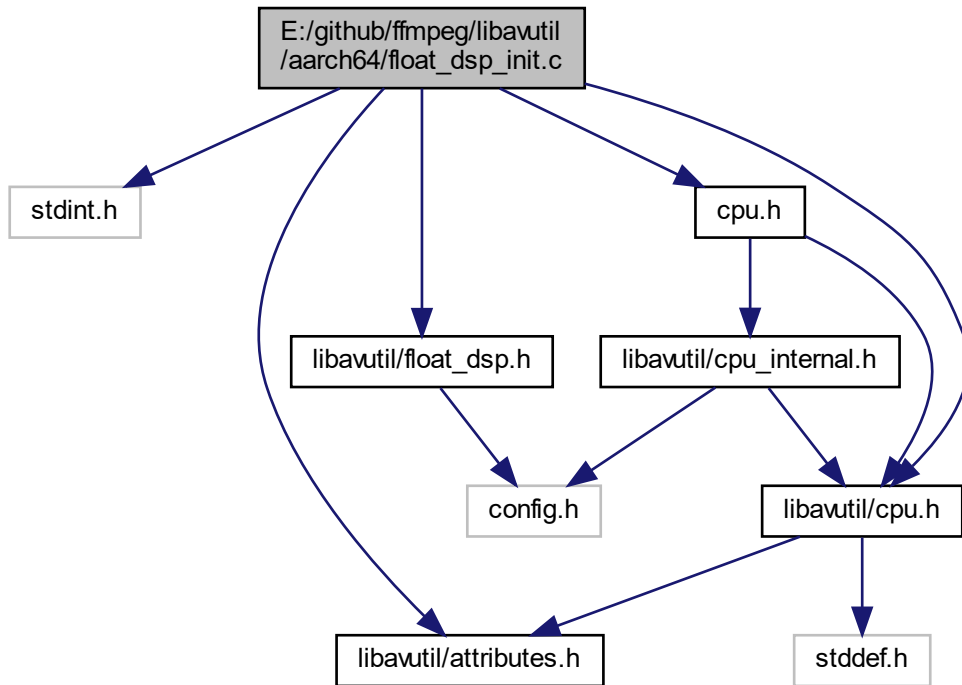 E:/github/ffmpeg/libavutil
/aarch64/float_dsp_init.c
stdint.h
cpu.h
libavutil/float_dsp.h
libavutil/cpu_internal.h
config.h
libavutil/cpu.h
libavutil/attributes.h
stddef.h